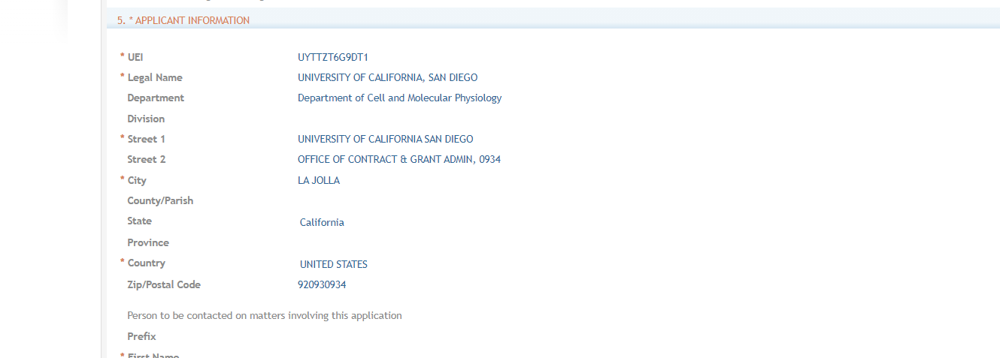 5. * APPLICANT INFORMATION
* UEI UYTTZT6G9DT1
* Legal Name UNIVERSITY OF CALIFORNIA, SAN DIEGO
Department Department of Cell and Molecular Physiology
Division
* Street 1 UNIVERSITY OF CALIFORNIA SAN DIEGO
Street 2 OFFICE OF CONTRACT & GRANT ADMIN, 0934
* City LA JOLLA
County/Parish
State California
Province
* Country UNITED STATES
Zip/Postal Code 920930934
Person to be contacted on matters involving this application
Prefix
* First Name